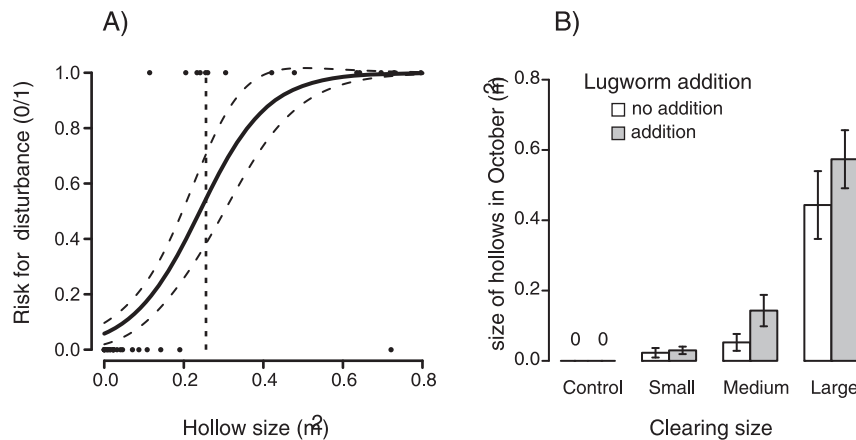 A)
Risk for disturbance (0/1)
1.0
0.8
0.6
0.4
0.2
0.0
0.0 0.2 0.4 0.6 0.8
Hollow size (m2)
B)
size of hollows in October (m2)
0.8
0.6
0.4
0.2
0.0
Lugworm addition
no addition
addition
0 0
Control Small Medium Large
Clearing size